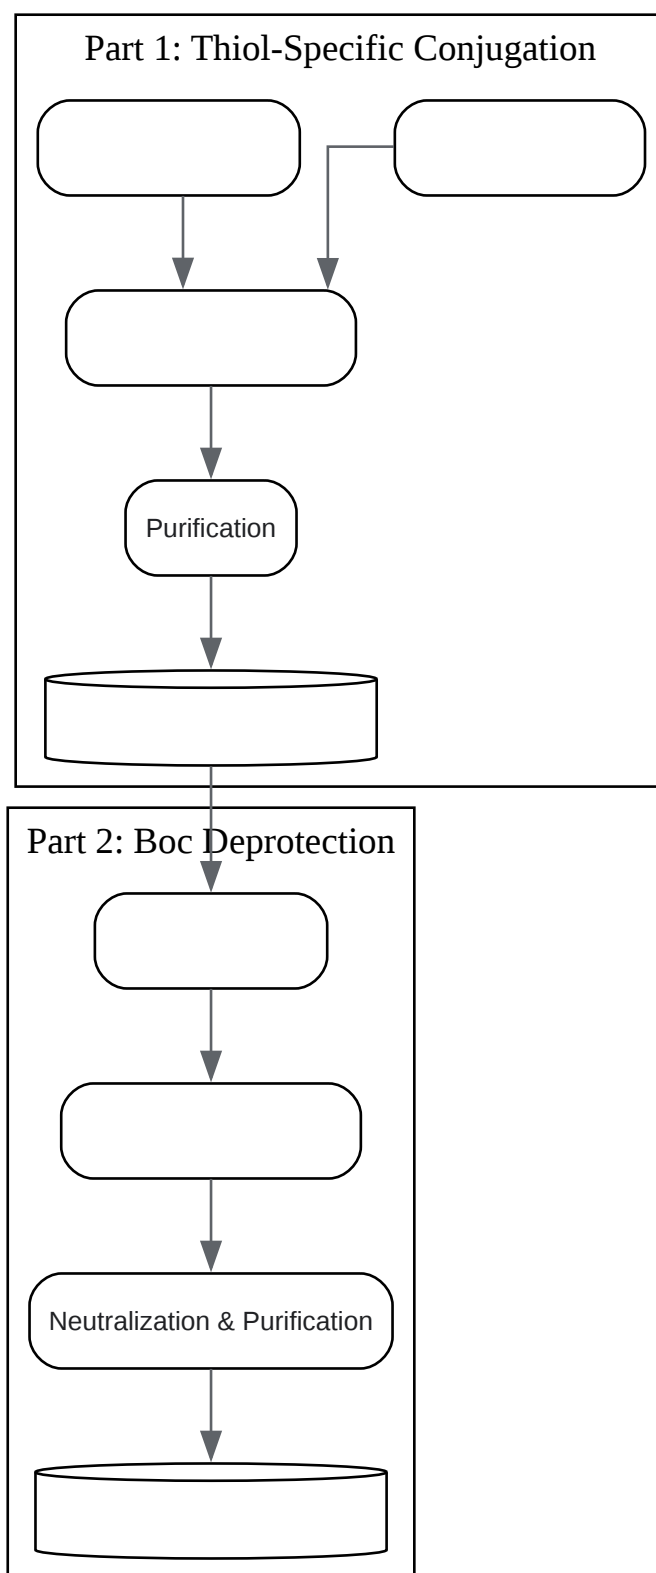 Part 1: Thiol-Specific Conjugation
Purification
Part 2: Boc Deprotection
Neutralization & Purification